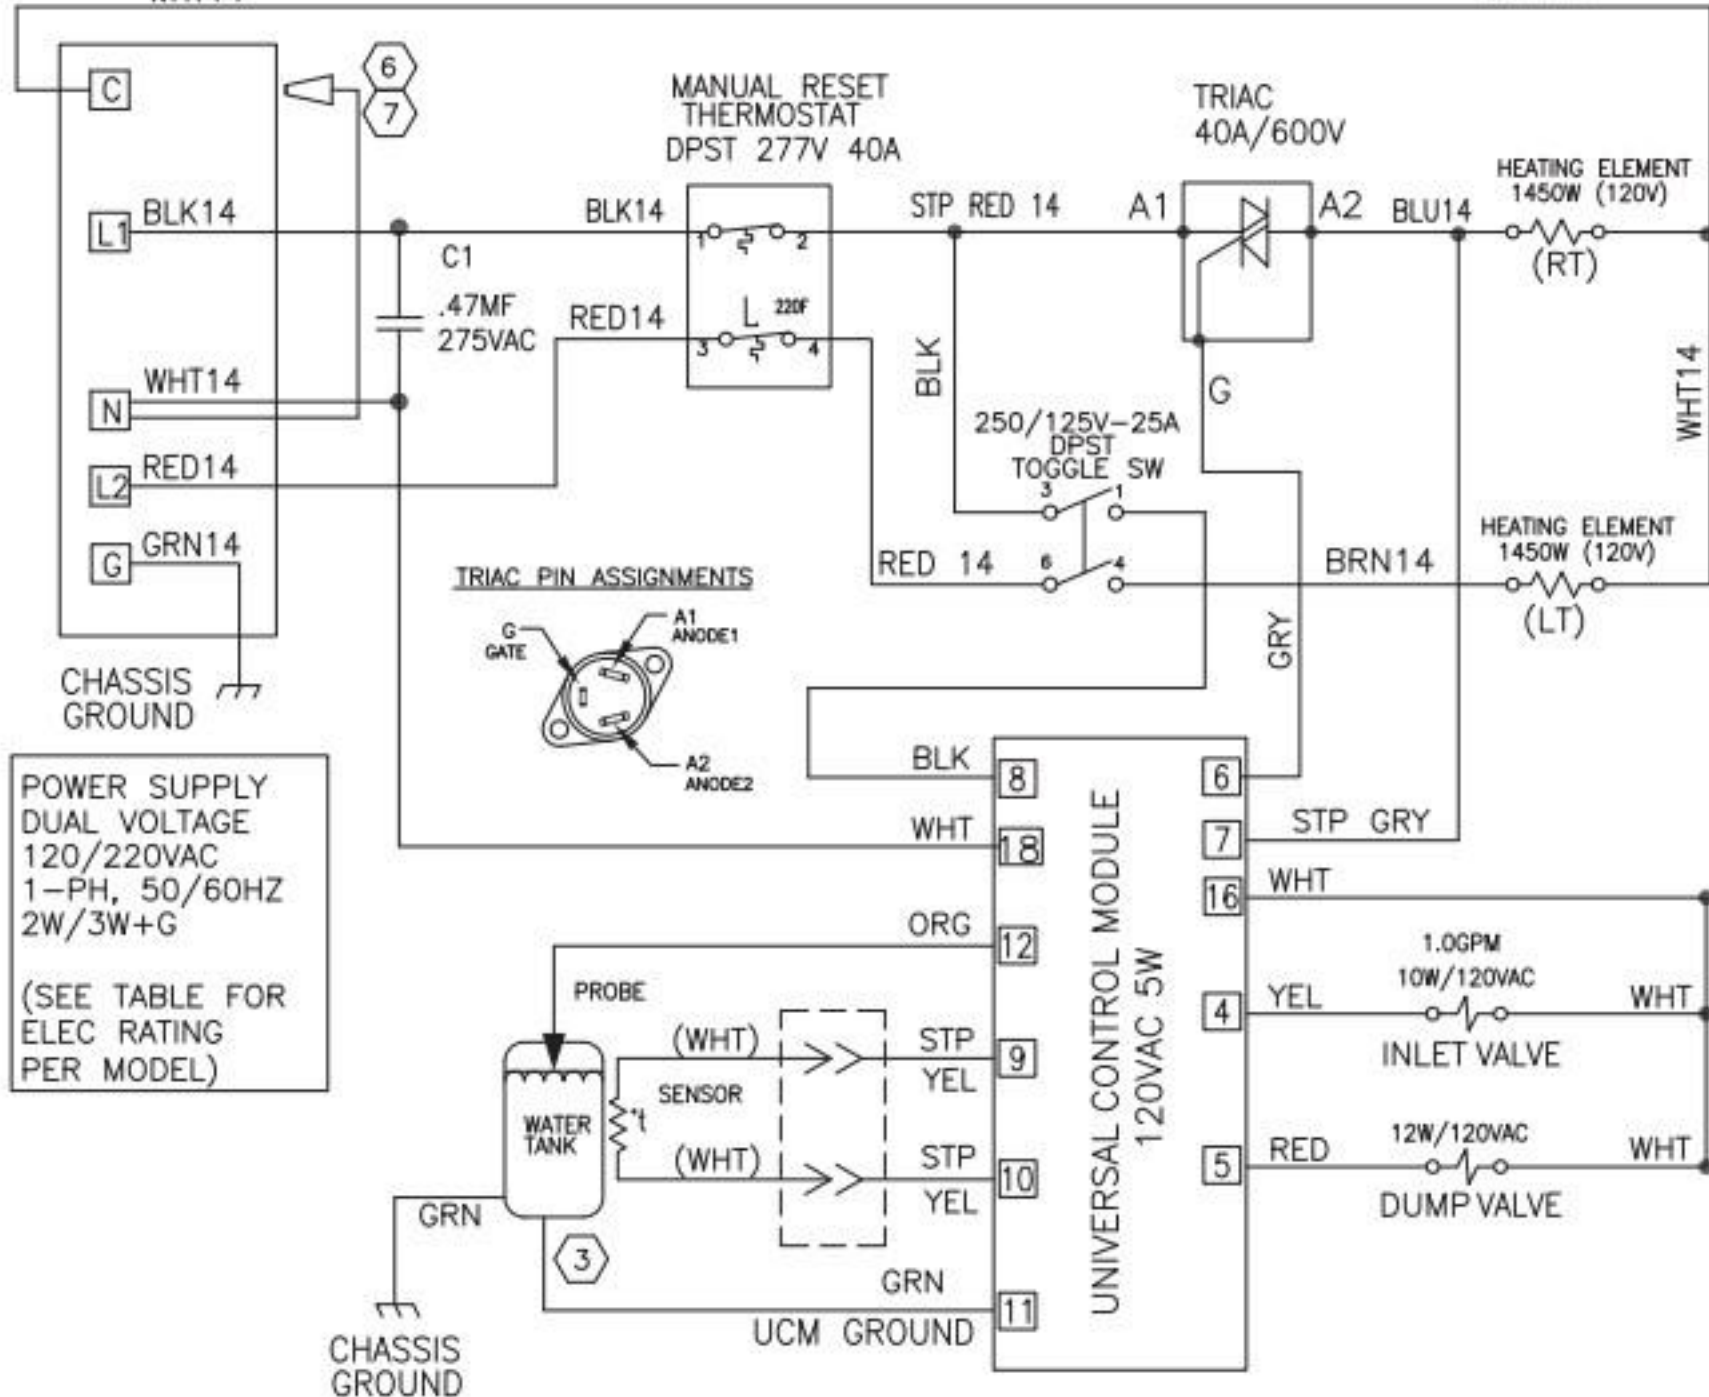 C
6
7
MANUAL RESET
THERMOSTAT
DPST 277V 40A
TRIAC
40A/600V
HEATING ELEMENT
1450W (120V)
L1
BLK14
BLK14
1
2
STP RED 14
A1
A2
BLU14
(RT)
C1
.47MF
275VAC
RED14
L
220F
3
4
BLK
G
WHT14
N
WHT14
250/125V-25A
DPST
TOGGLE SW
3
1
L2
RED14
G
GRN14
RED 14
6
4
BRN14
HEATING ELEMENT
1450W (120V)
(LT)
GRY
TRIAC PIN ASSIGNMENTS
G
GATE
A1
ANODE1
A2
ANODE2
CHASSIS
GROUND
POWER SUPPLY
DUAL VOLTAGE
120/220VAC
1-PH, 50/60HZ
2W/3W+G
(SEE TABLE FOR
ELEC RATING
PER MODEL)
BLK
8
WHT
18
ORG
12
PROBE
(WHT)
STP
YEL
9
SENSOR
°t
WATER
TANK
(WHT)
STP
YEL
10
GRN
3
GRN
11
UCM GROUND
CHASSIS
GROUND
UNIVERSAL CONTROL MODULE
120VAC 5W
6
7
STP GRY
16
WHT
1.0GPM
10W/120VAC
4
YEL
WHT
INLET VALVE
12W/120VAC
5
RED
WHT
DUMP VALVE